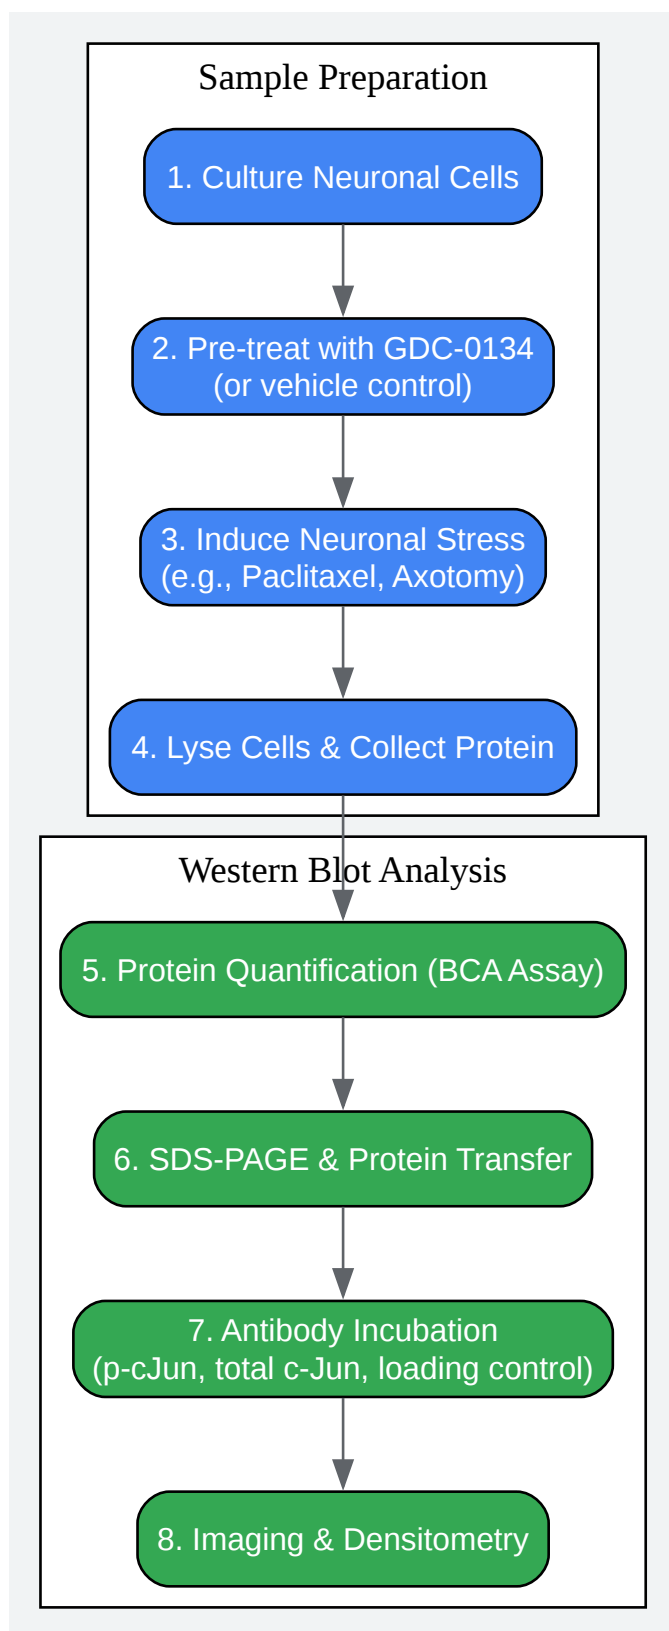 Sample Preparation
1. Culture Neuronal Cells
2. Pre-treat with GDC-0134
(or vehicle control)
3. Induce Neuronal Stress
(e.g., Paclitaxel, Axotomy)
4. Lyse Cells & Collect Protein
Western Blot Analysis
5. Protein Quantification (BCA Assay)
6. SDS-PAGE & Protein Transfer
7. Antibody Incubation
(p-cJun, total c-Jun, loading control)
8. Imaging & Densitometry